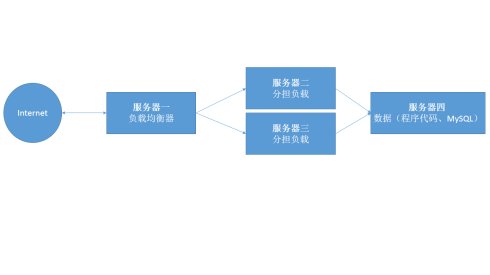 Internet
服务器一
负载均衡器
服务器二
分担负载
服务器三
分担负载
服务器四
数据（程序代码、MySQL）